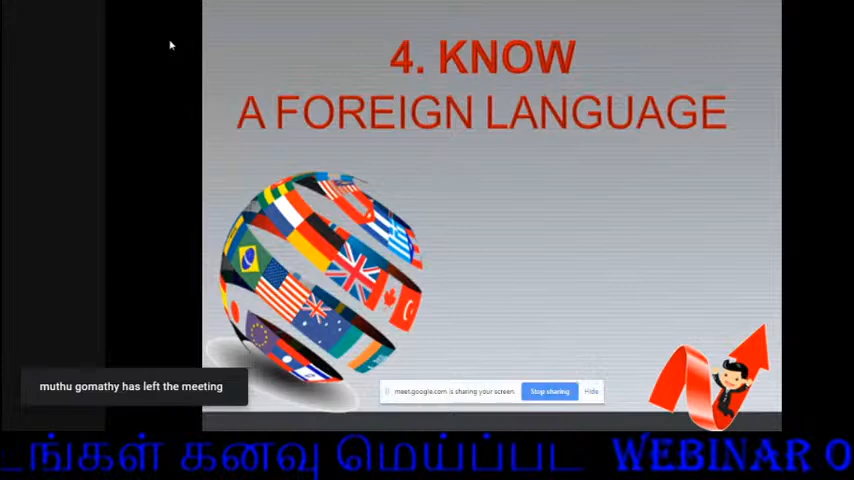 4. KNOW
A FOREIGN LANGUAGE
muthu gomathy has left the meeting
meet.google.com is sharing your screen.
Stop sharing
Hide
கனவு மெய்ப்பட WEBINAR